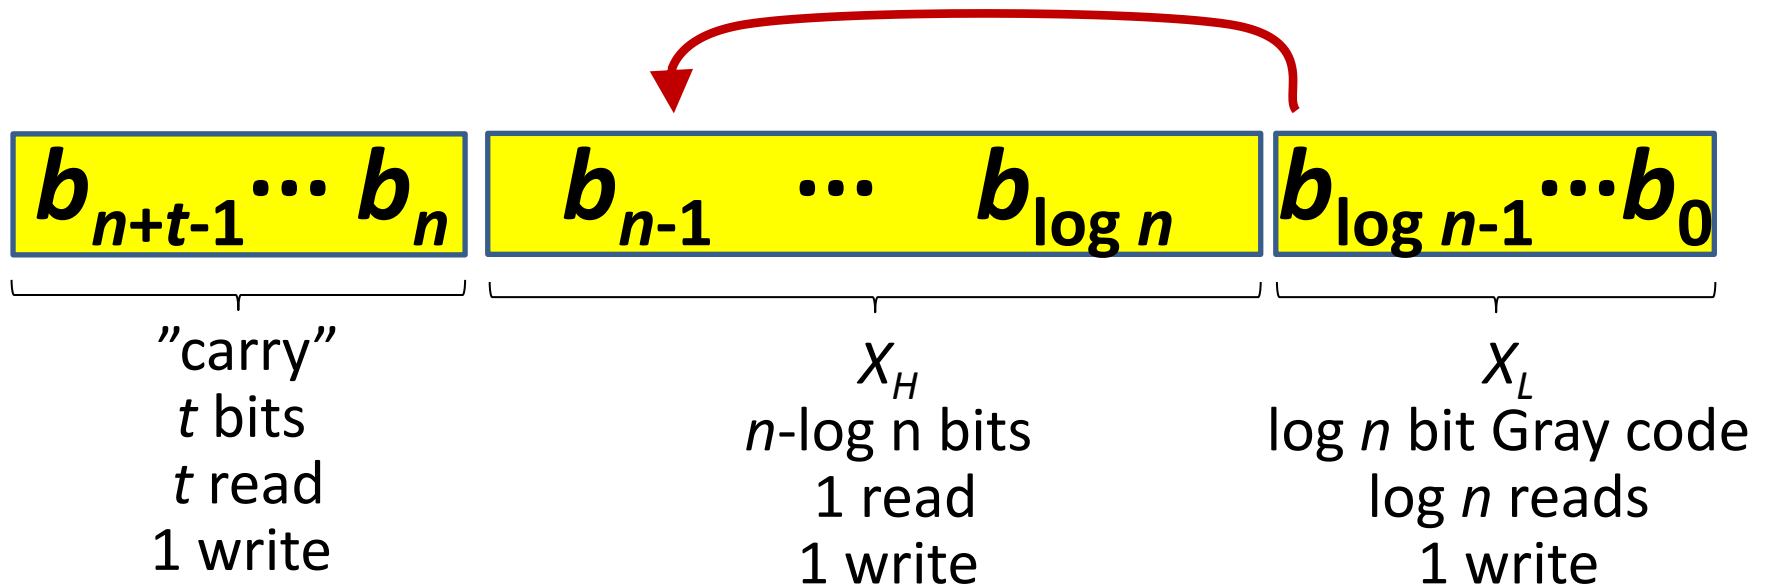 b_{n+t-1} ··· b_n
b_{n-1} ··· b_{log n}
b_{log n-1} ··· b_0
”carry”
t bits
t read
1 write
X_H
n-log n bits
1 read
1 write
X_L
log n bit Gray code
log n reads
1 write